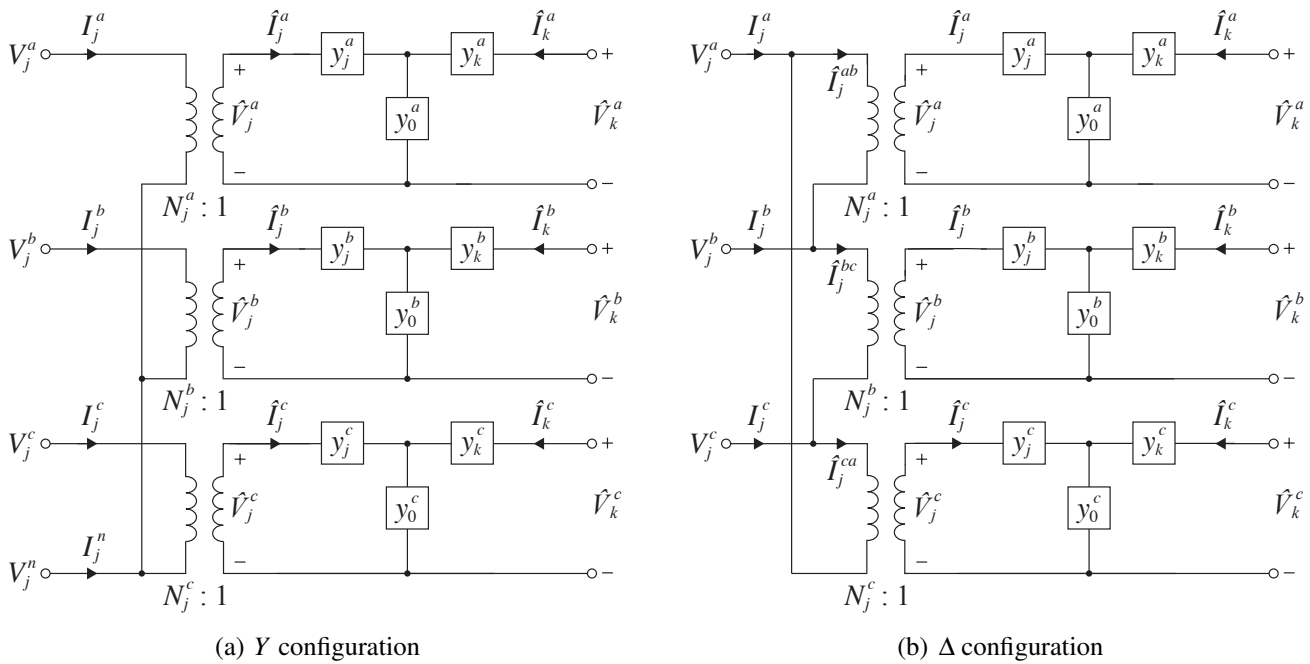 I_j^a Î_j^a Î_k^a
V_j^a y_j^a y_k^a +
+ V̂_j^a y_0^a V̂_k^a
− −
N_j^a : 1
I_j^b Î_j^b Î_k^b
V_j^b y_j^b y_k^b +
+ V̂_j^b y_0^b V̂_k^b
− −
N_j^b : 1
I_j^c Î_j^c Î_k^c
V_j^c y_j^c y_k^c +
+ V̂_j^c y_0^c V̂_k^c
I_j^n
V_j^n − −
N_j^c : 1
(a) Y configuration
I_j^a Î_j^a Î_k^a
V_j^a y_j^a y_k^a +
Î_j^{ab} + V̂_j^a y_0^a V̂_k^a
− −
N_j^a : 1
I_j^b Î_j^b Î_k^b
V_j^b y_j^b y_k^b +
Î_j^{bc} + V̂_j^b y_0^b V̂_k^b
− −
N_j^b : 1
I_j^c Î_j^c Î_k^c
V_j^c y_j^c y_k^c +
Î_j^{ca} + V̂_j^c y_0^c V̂_k^c
− −
N_j^c : 1
(b) Δ configuration